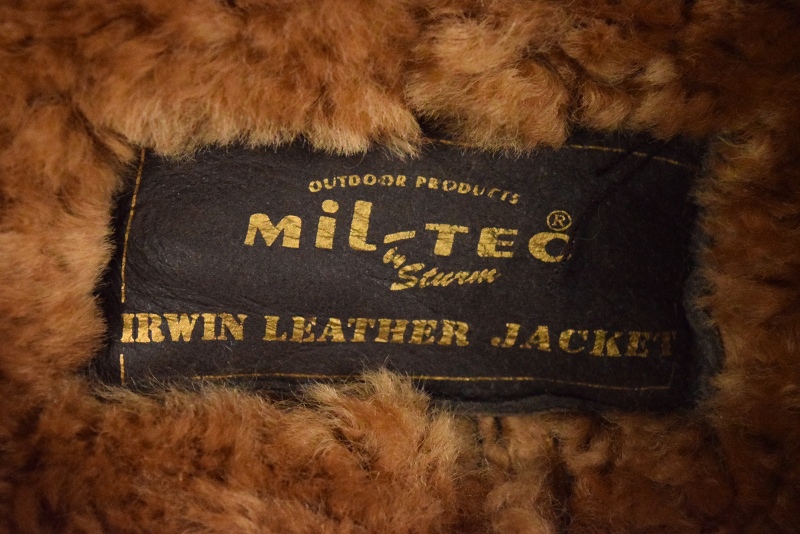 OUTDOOR PRODUCTS
MiL-TEC®
by Sturm
IRWIN LEATHER JACKET